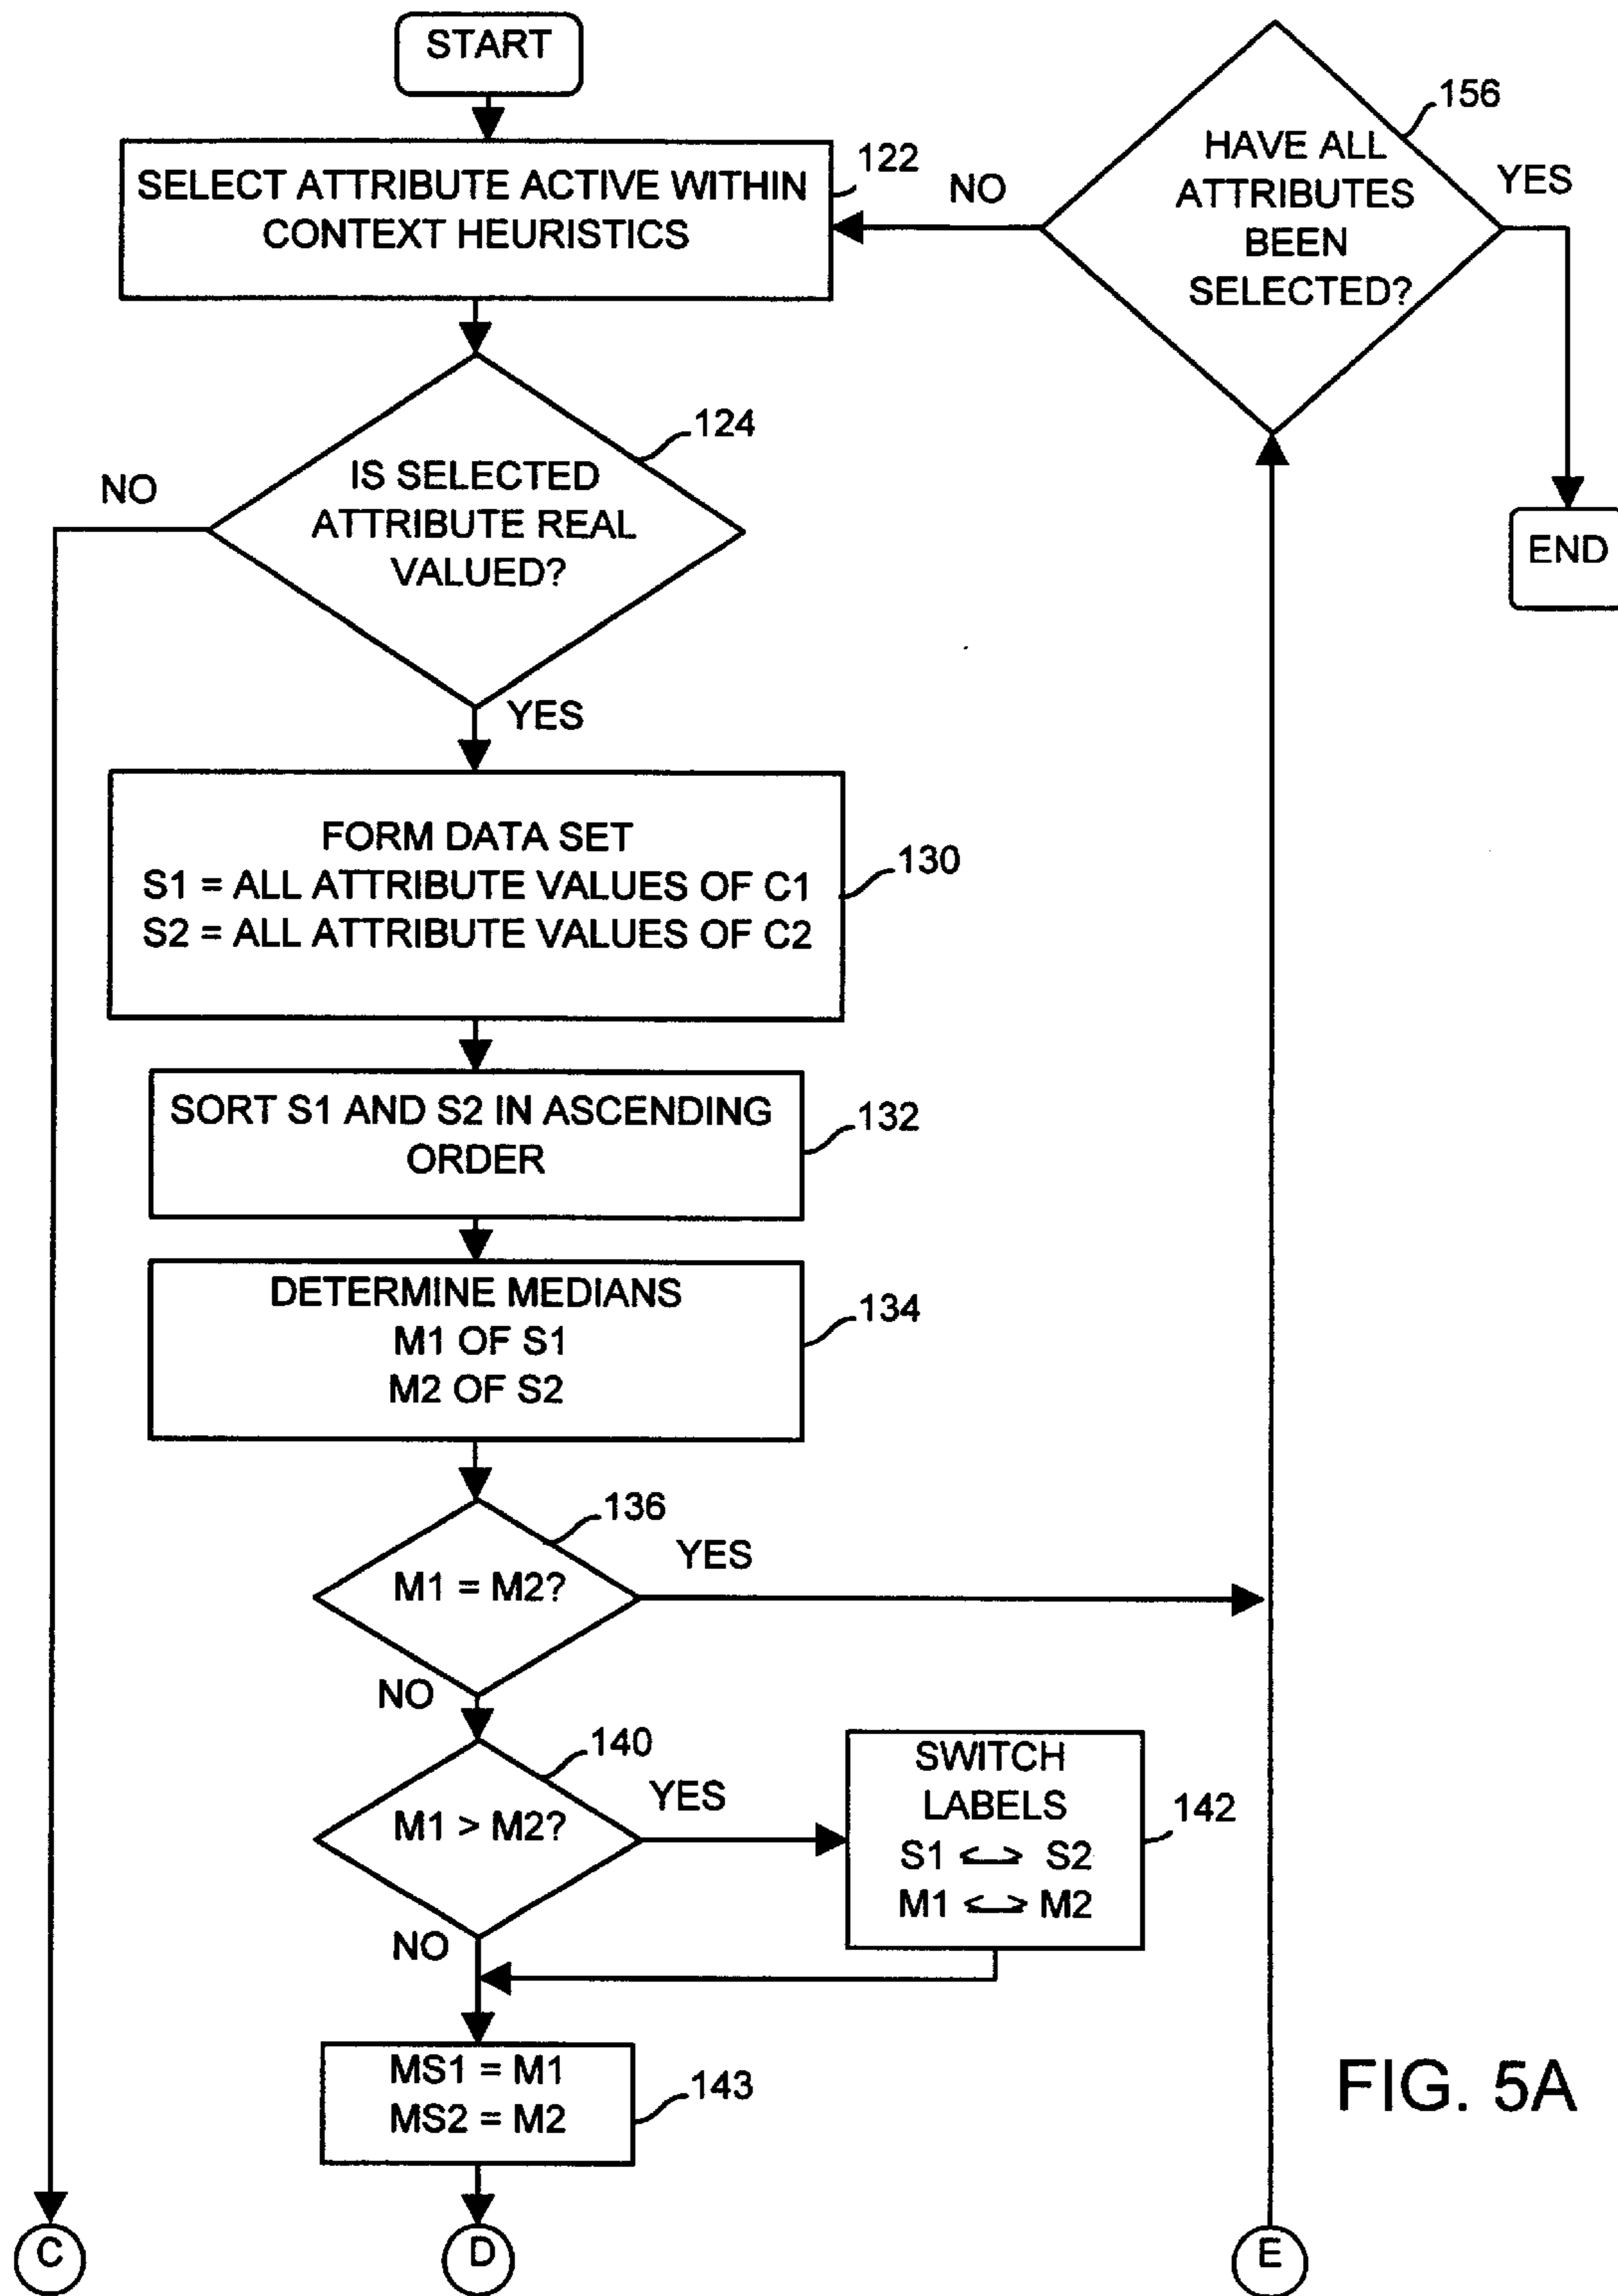 START
SELECT ATTRIBUTE ACTIVE WITHIN
CONTEXT HEURISTICS
122
NO
HAVE ALL
ATTRIBUTES
BEEN
SELECTED?
156
YES
END
IS SELECTED
ATTRIBUTE REAL
VALUED?
124
NO
YES
FORM DATA SET
S1 = ALL ATTRIBUTE VALUES OF C1
S2 = ALL ATTRIBUTE VALUES OF C2
130
SORT S1 AND S2 IN ASCENDING
ORDER
132
DETERMINE MEDIANS
M1 OF S1
M2 OF S2
134
M1 = M2?
136
YES
NO
M1 > M2?
140
YES
SWITCH
LABELS
S1 <—> S2
M1 <—> M2
142
NO
MS1 = M1
MS2 = M2
143
FIG. 5A
C
D
E